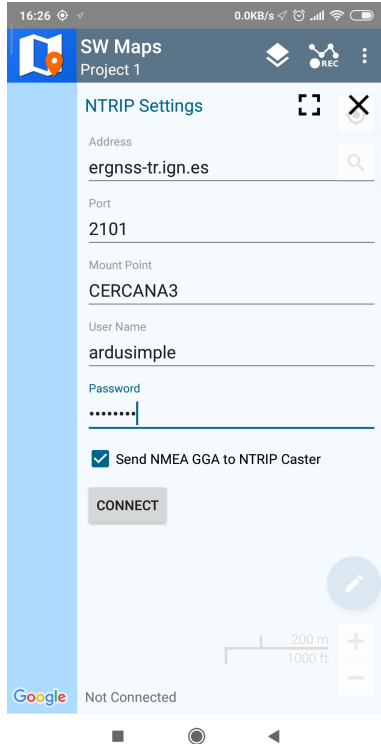 16:26 0.0KB/s
SW Maps
Project 1
REC
NTRIP Settings
Address
ergnss-tr.ign.es
Port
2101
Mount Point
CERCANA3
User Name
ardusimple
Password
••••••••
Send NMEA GGA to NTRIP Caster
CONNECT
200 m
1000 ft
Google Not Connected